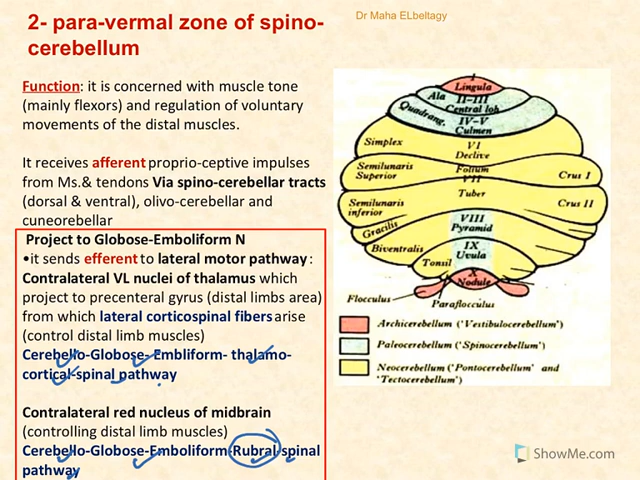 2- para-vermal zone of spino-
cerebellum
Dr Maha ELbeltagy
Function: it is concerned with muscle tone
(mainly flexors) and regulation of voluntary
movements of the distal muscles.
It receives afferent proprio-ceptive impulses
from Ms.& tendons Via spino-cerebellar tracts
(dorsal & ventral), olivo-cerebellar and
cuneorebellar
Project to Globose-Emboliform N
•it sends efferent to lateral motor pathway:
Contralateral VL nuclei of thalamus which
project to precenteral gyrus (distal limbs area)
from which lateral corticospinal fibers arise
(control distal limb muscles)
Cerebello-Globose- Embliform- thalamo-
cortical-spinal pathway
Contralateral red nucleus of midbrain
(controlling distal limb muscles)
Cerebello-Globose-Emboliform-Rubral-spinal
pathway
I
Lingula
Ala II-III
Central lob
Quadrang. IV-V
Culmen
Simplex VI
Declive
Semilunaris
Superior
Folium
VII
Crus I
Tuber
Semilunaris
inferior
Crus II
Gracilis
VIII
Pyramid
Biventralis
IX
Uvula
Tonsil
X
Nodule
Flocculus
Paraflocculus
Archicerebellum ('Vestibulocerebellum')
Paleocerebellum ('Spinocerebellum')
Neocerebellum ('Pontocerebellum' and
'Tectocerebellum')
ShowMe.com